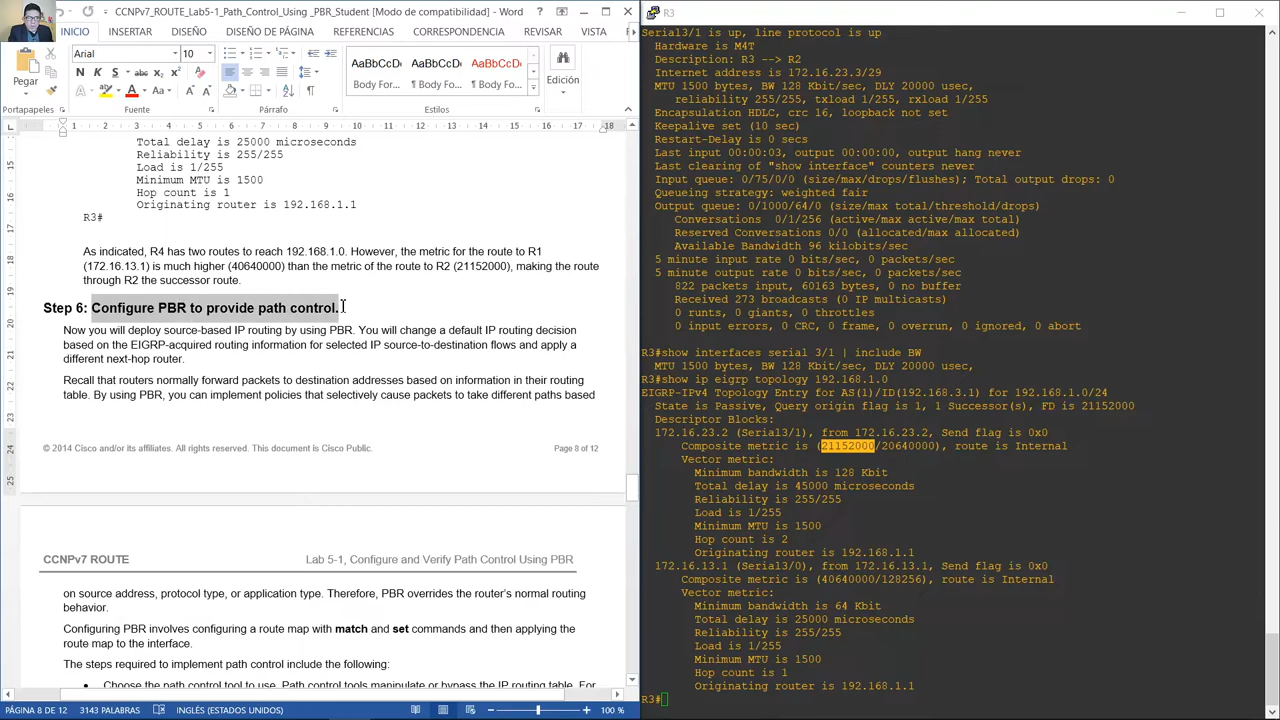 CCNPv7_ROUTE_Lab5-1_Path_Control_Using _PBR_Student [Modo de compatibilidad] - Word
INICIO INSERTAR DISEÑO DISEÑO DE PÁGINA REFERENCIAS CORRESPONDENCIA REVISAR VISTA
Pegar
Arial 10
N K S abc x₂ x²
Aa A A
AaBbCcDc AaBbCcDc AaBbCcDc
Body For... Body For... Body For...
Edición
Portapapeles Fuente Párrafo Estilos
1 2 3 4 5 6 7 8 9 10 11 12 13 14 15 16 17 18
Total delay is 25000 microseconds
Reliability is 255/255
Load is 1/255
Minimum MTU is 1500
Hop count is 1
Originating router is 192.168.1.1
R3#
As indicated, R4 has two routes to reach 192.168.1.0. However, the metric for the route to R1
(172.16.13.1) is much higher (40640000) than the metric of the route to R2 (21152000), making the route
through R2 the successor route.
Step 6: Configure PBR to provide path control.
Now you will deploy source-based IP routing by using PBR. You will change a default IP routing decision
based on the EIGRP-acquired routing information for selected IP source-to-destination flows and apply a
different next-hop router.
Recall that routers normally forward packets to destination addresses based on information in their routing
table. By using PBR, you can implement policies that selectively cause packets to take different paths based
© 2014 Cisco and/or its affiliates. All rights reserved. This document is Cisco Public. Page 8 of 12
CCNPv7 ROUTE Lab 5-1, Configure and Verify Path Control Using PBR
on source address, protocol type, or application type. Therefore, PBR overrides the router's normal routing
behavior.
Configuring PBR involves configuring a route map with match and set commands and then applying the
route map to the interface.
The steps required to implement path control include the following:
PÁGINA 8 DE 12 3143 PALABRAS INGLÉS (ESTADOS UNIDOS) 100 %
R3
Serial3/1 is up, line protocol is up
Hardware is M4T
Description: R3 --> R2
Internet address is 172.16.23.3/29
MTU 1500 bytes, BW 128 Kbit/sec, DLY 20000 usec,
reliability 255/255, txload 1/255, rxload 1/255
Encapsulation HDLC, crc 16, loopback not set
Keepalive set (10 sec)
Restart-Delay is 0 secs
Last input 00:00:03, output 00:00:00, output hang never
Last clearing of "show interface" counters never
Input queue: 0/75/0/0 (size/max/drops/flushes); Total output drops: 0
Queueing strategy: weighted fair
Output queue: 0/1000/64/0 (size/max total/threshold/drops)
Conversations 0/1/256 (active/max active/max total)
Reserved Conversations 0/0 (allocated/max allocated)
Available Bandwidth 96 kilobits/sec
5 minute input rate 0 bits/sec, 0 packets/sec
5 minute output rate 0 bits/sec, 0 packets/sec
822 packets input, 60163 bytes, 0 no buffer
Received 273 broadcasts (0 IP multicasts)
0 runts, 0 giants, 0 throttles
0 input errors, 0 CRC, 0 frame, 0 overrun, 0 ignored, 0 abort
R3#show interfaces serial 3/1 | include BW
MTU 1500 bytes, BW 128 Kbit/sec, DLY 20000 usec,
R3#show ip eigrp topology 192.168.1.0
EIGRP-IPv4 Topology Entry for AS(1)/ID(192.168.3.1) for 192.168.1.0/24
State is Passive, Query origin flag is 1, 1 Successor(s), FD is 21152000
Descriptor Blocks:
172.16.23.2 (Serial3/1), from 172.16.23.2, Send flag is 0x0
Composite metric is (21152000/20640000), route is Internal
Vector metric:
Minimum bandwidth is 128 Kbit
Total delay is 45000 microseconds
Reliability is 255/255
Load is 1/255
Minimum MTU is 1500
Hop count is 2
Originating router is 192.168.1.1
172.16.13.1 (Serial3/0), from 172.16.13.1, Send flag is 0x0
Composite metric is (40640000/128256), route is Internal
Vector metric:
Minimum bandwidth is 64 Kbit
Total delay is 25000 microseconds
Reliability is 255/255
Load is 1/255
Minimum MTU is 1500
Hop count is 1
Originating router is 192.168.1.1
R3#